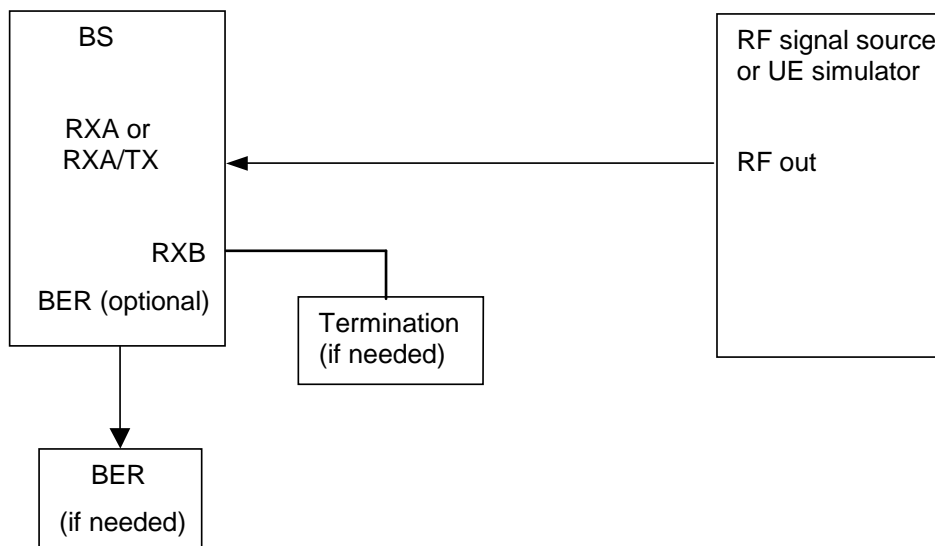 BS
RXA or
RXA/TX
RXB
BER (optional)
Termination
(if needed)
BER
(if needed)
RF signal source
or UE simulator
RF out